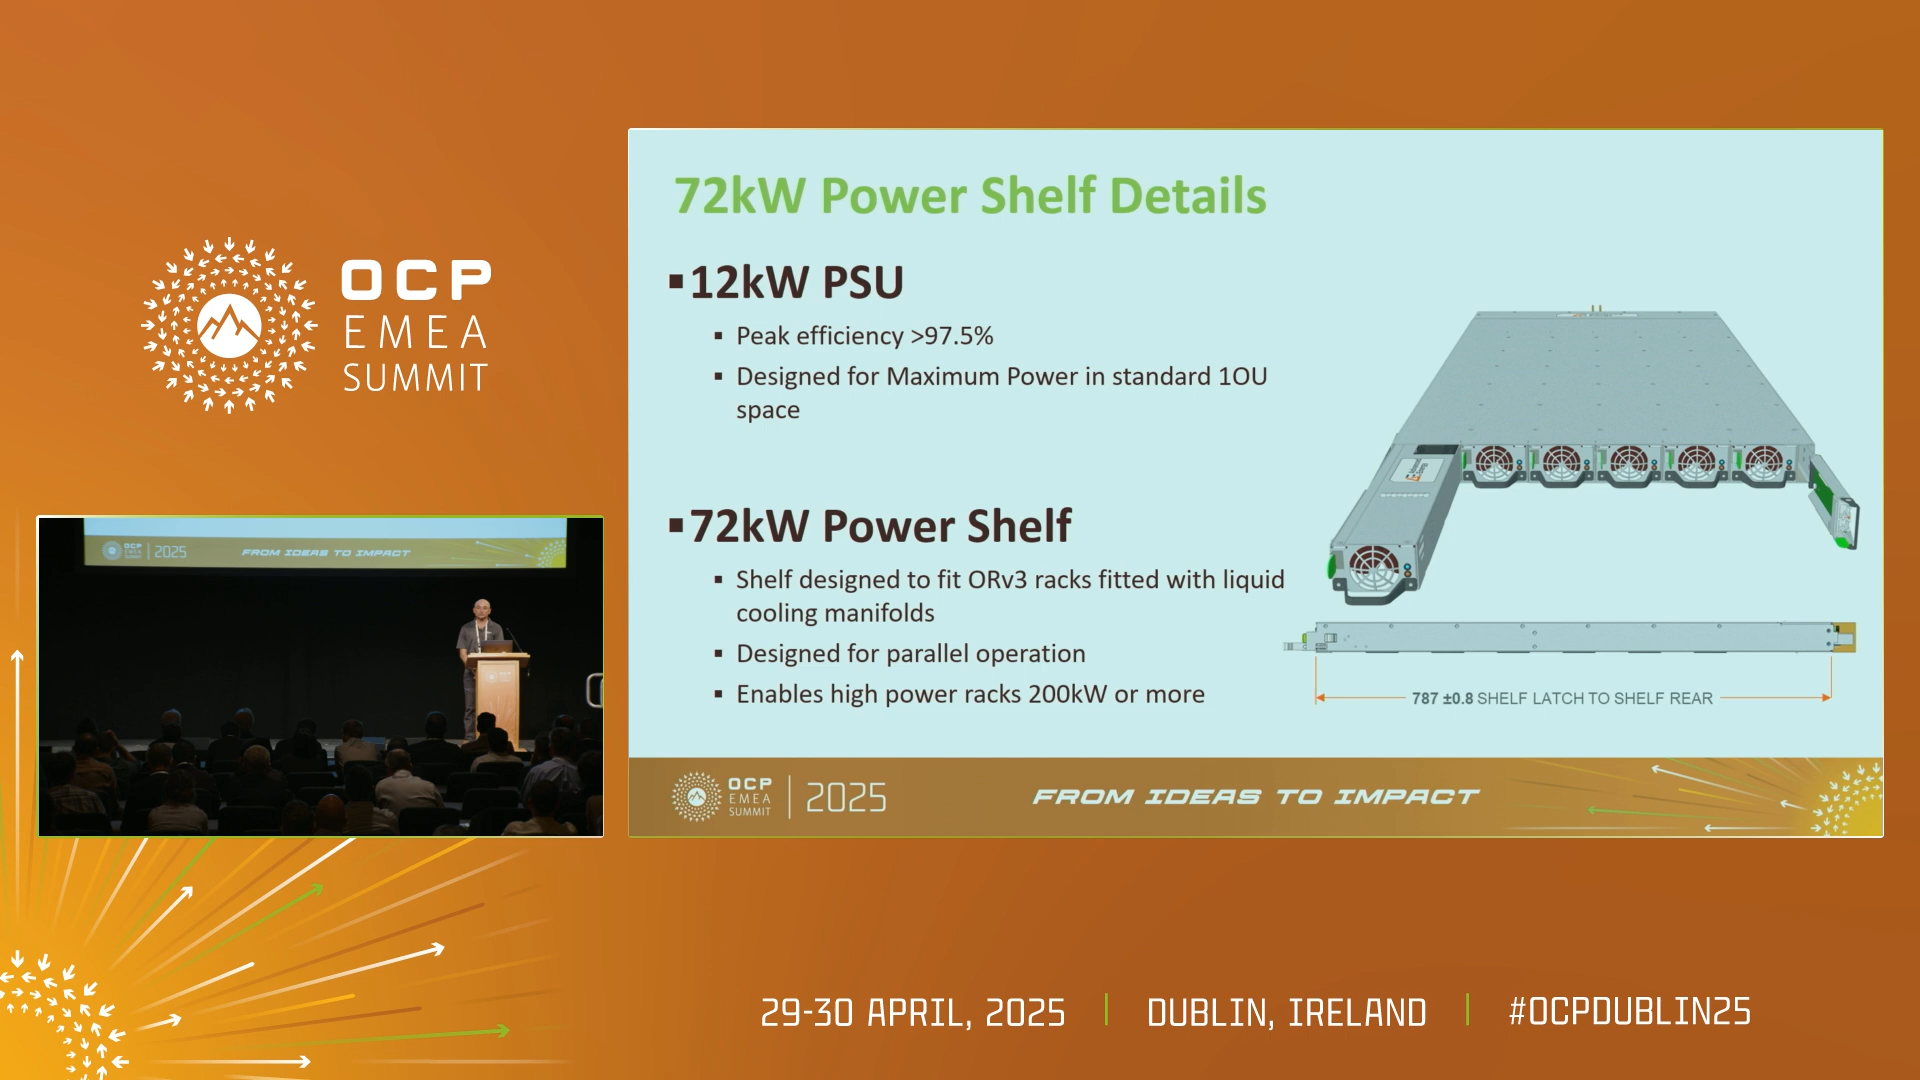 OCP
EMEA
SUMMIT
72kW Power Shelf Details
▪12kW PSU
▪ Peak efficiency >97.5%
▪ Designed for Maximum Power in standard 1OU
space
▪72kW Power Shelf
▪ Shelf designed to fit ORv3 racks fitted with liquid
cooling manifolds
▪ Designed for parallel operation
▪ Enables high power racks 200kW or more
787 ±0.8 SHELF LATCH TO SHELF REAR
OCP
EMEA
SUMMIT
2025
FROM IDEAS TO IMPACT
OCP
EMEA
SUMMIT
2025
FROM IDEAS TO IMPACT
29-30 APRIL, 2025
DUBLIN, IRELAND
#OCPDUBLIN25